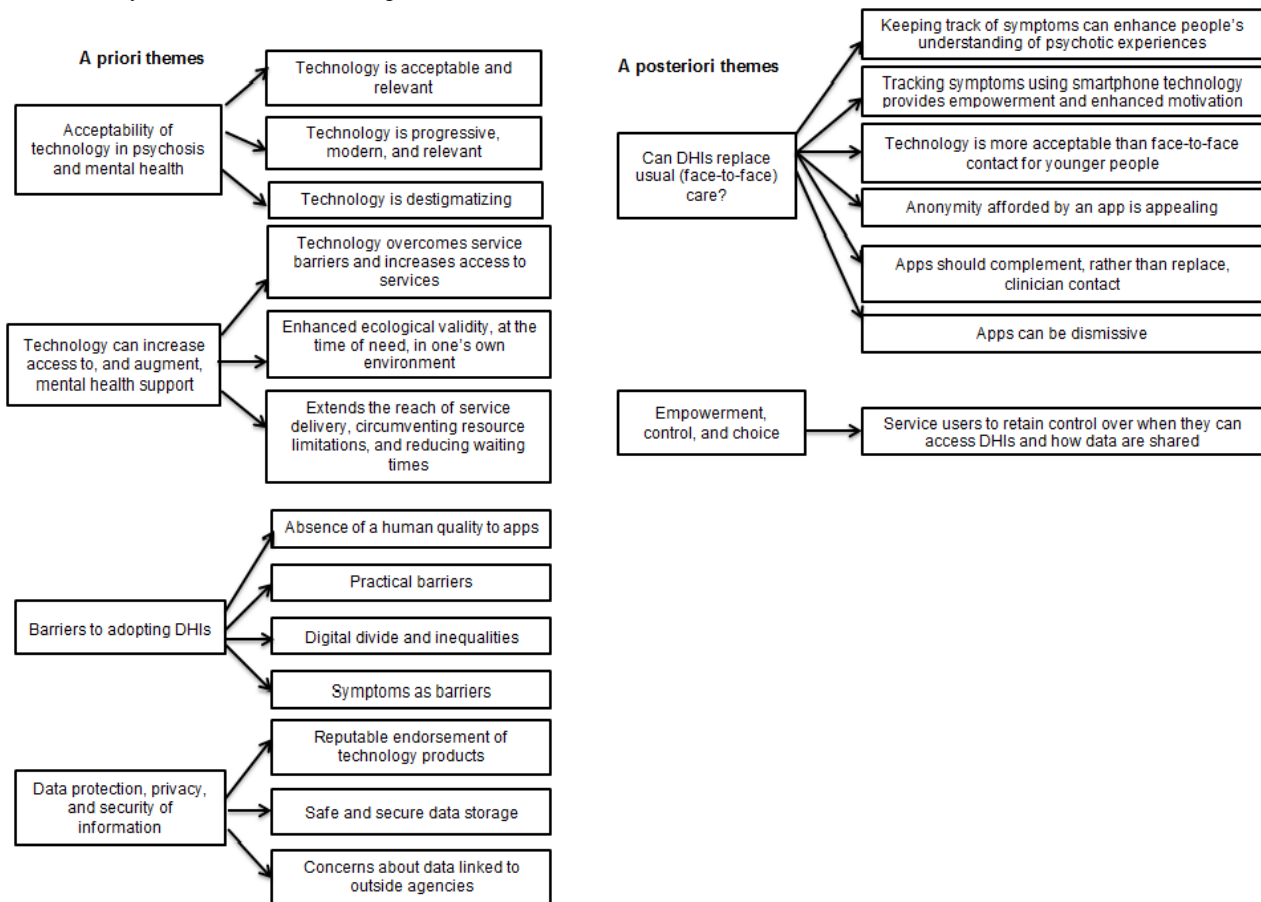 A priori themes
Acceptability of
technology in psychosis
and mental health
Technology is acceptable and
relevant
Technology is progressive,
modern, and relevant
Technology is destigmatizing
Technology can increase
access to, and augment,
mental health support
Technology overcomes service
barriers and increases access to
services
Enhanced ecological validity, at the
time of need, in one's own
environment
Extends the reach of service
delivery, circumventing resource
limitations, and reducing waiting
times
Barriers to adopting DHIs
Absence of a human quality to apps
Practical barriers
Digital divide and inequalities
Symptoms as barriers
Data protection, privacy,
and security of
information
Reputable endorsement of
technology products
Safe and secure data storage
Concerns about data linked to
outside agencies
A posteriori themes
Can DHIs replace
usual (face-to-face)
care?
Keeping track of symptoms can enhance people's
understanding of psychotic experiences
Tracking symptoms using smartphone technology
provides empowerment and enhanced motivation
Technology is more acceptable than face-to-face
contact for younger people
Anonymity afforded by an app is appealing
Apps should complement, rather than replace,
clinician contact
Apps can be dismissive
Empowerment,
control, and choice
Service users to retain control over when they can
access DHIs and how data are shared